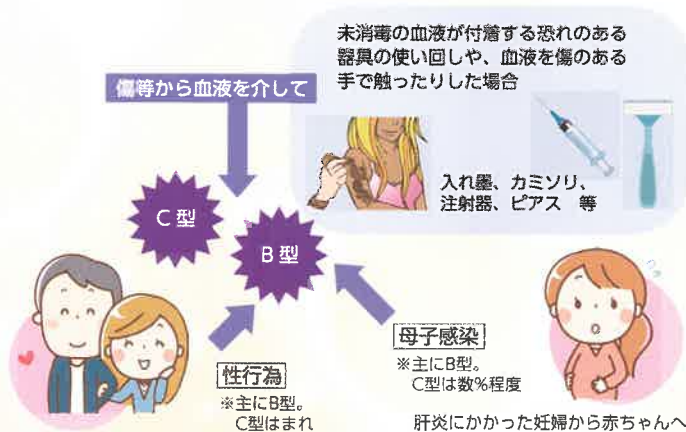 未消毒の血液が付着する恐れのある
器具の使い回しや、血液を傷のある
手で触ったりした場合
傷等から血液を介して
入れ墨、カミソリ、
注射器、ピアス 等
C型
B型
性行為
※主にB型。
C型はまれ
母子感染
※主にB型。
C型は数%程度
肝炎にかかった妊婦から赤ちゃんへ